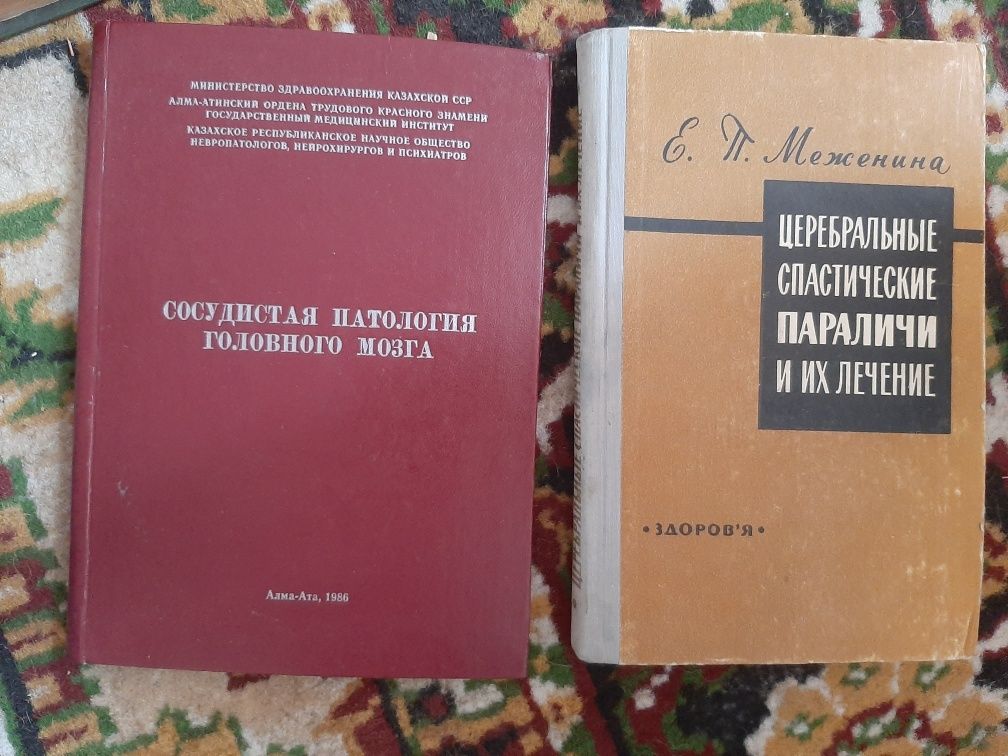 МИНИСТЕРСТВО ЗДРАВООХРАНЕНИЯ КАЗАХСКОЙ ССР
АЛМА-АТИНСКИЙ ОРДЕНА ТРУДОВОГО КРАСНОГО ЗНАМЕНИ
ГОСУДАРСТВЕННЫЙ МЕДИЦИНСКИЙ ИНСТИТУТ
КАЗАХСКОЕ РЕСПУБЛИКАНСКОЕ НАУЧНОЕ ОБЩЕСТВО
НЕВРОПАТОЛОГОВ, НЕЙРОХИРУРГОВ И ПСИХИАТРОВ
СОСУДИСТАЯ ПАТОЛОГИЯ
ГОЛОВНОГО МОЗГА
Алма-Ата, 1986
Е. П. Меженина
ЦЕРЕБРАЛЬНЫЕ
СПАСТИЧЕСКИЕ
ПАРАЛИЧИ
И ИХ ЛЕЧЕНИЕ
• ЗДОРОВ'Я •